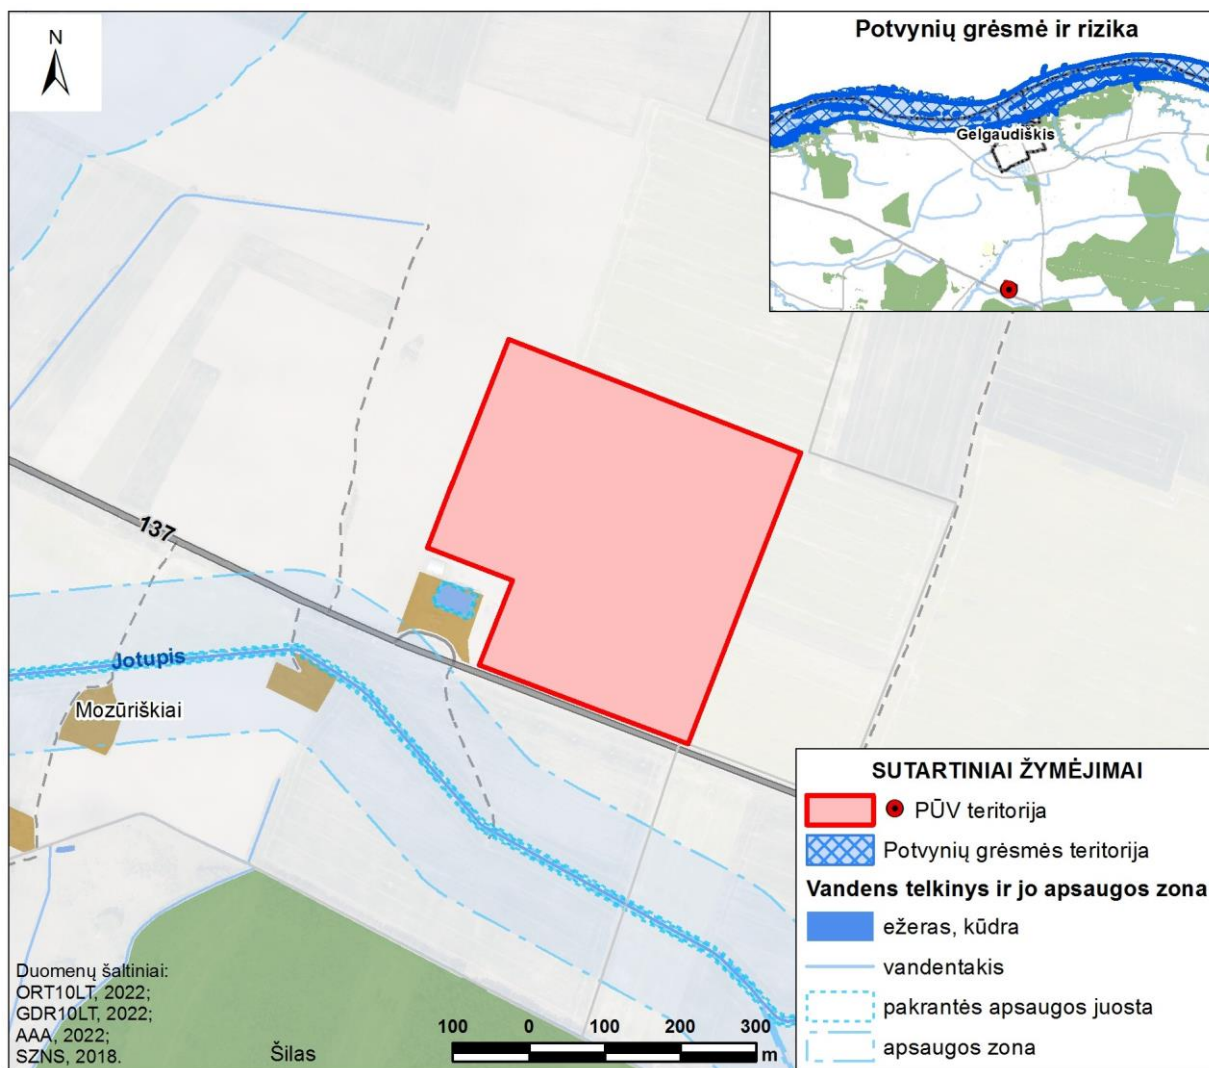 N
Potvynių grėsmė ir rizika
Gelgaudiškis
137
Jotupis
Mozūriškiai
SUTARTINIAI ŽYMĖJIMAI
PŪV teritorija
Potvynių grėsmės teritorija
Vandens telkinys ir jo apsaugos zona
ežeras, kūdra
vandentakis
pakrantės apsaugos juosta
apsaugos zona
Duomenų šaltiniai:
ORT10LT, 2022;
GDR10LT, 2022;
AAA, 2022;
SZNS, 2018.
Šilas
100 0 100 200 300
m